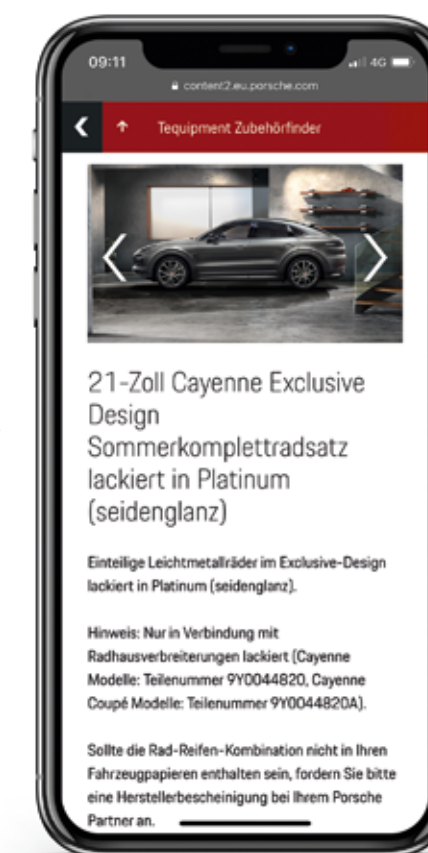 09:11
4G
content2.eu.porsche.com
Tequipment Zubehörfinder
21-Zoll Cayenne Exclusive
Design
Sommerkomplettradsatz
lackiert in Platinum
(seidenglanz)
Einteilige Leichtmetallräder im Exclusive-Design
lackiert in Platinum (seidenglanz).
Hinweis: Nur in Verbindung mit
Radhausverbreiterungen lackiert (Cayenne
Modelle: Teilenummer 9Y0044820, Cayenne
Coupé Modelle: Teilenummer 9Y0044820A).
Sollte die Rad-Reifen-Kombination nicht in Ihren
Fahrzeugpapieren enthalten sein, fordern Sie bitte
eine Herstellerbescheinigung bei Ihrem Porsche
Partner an.